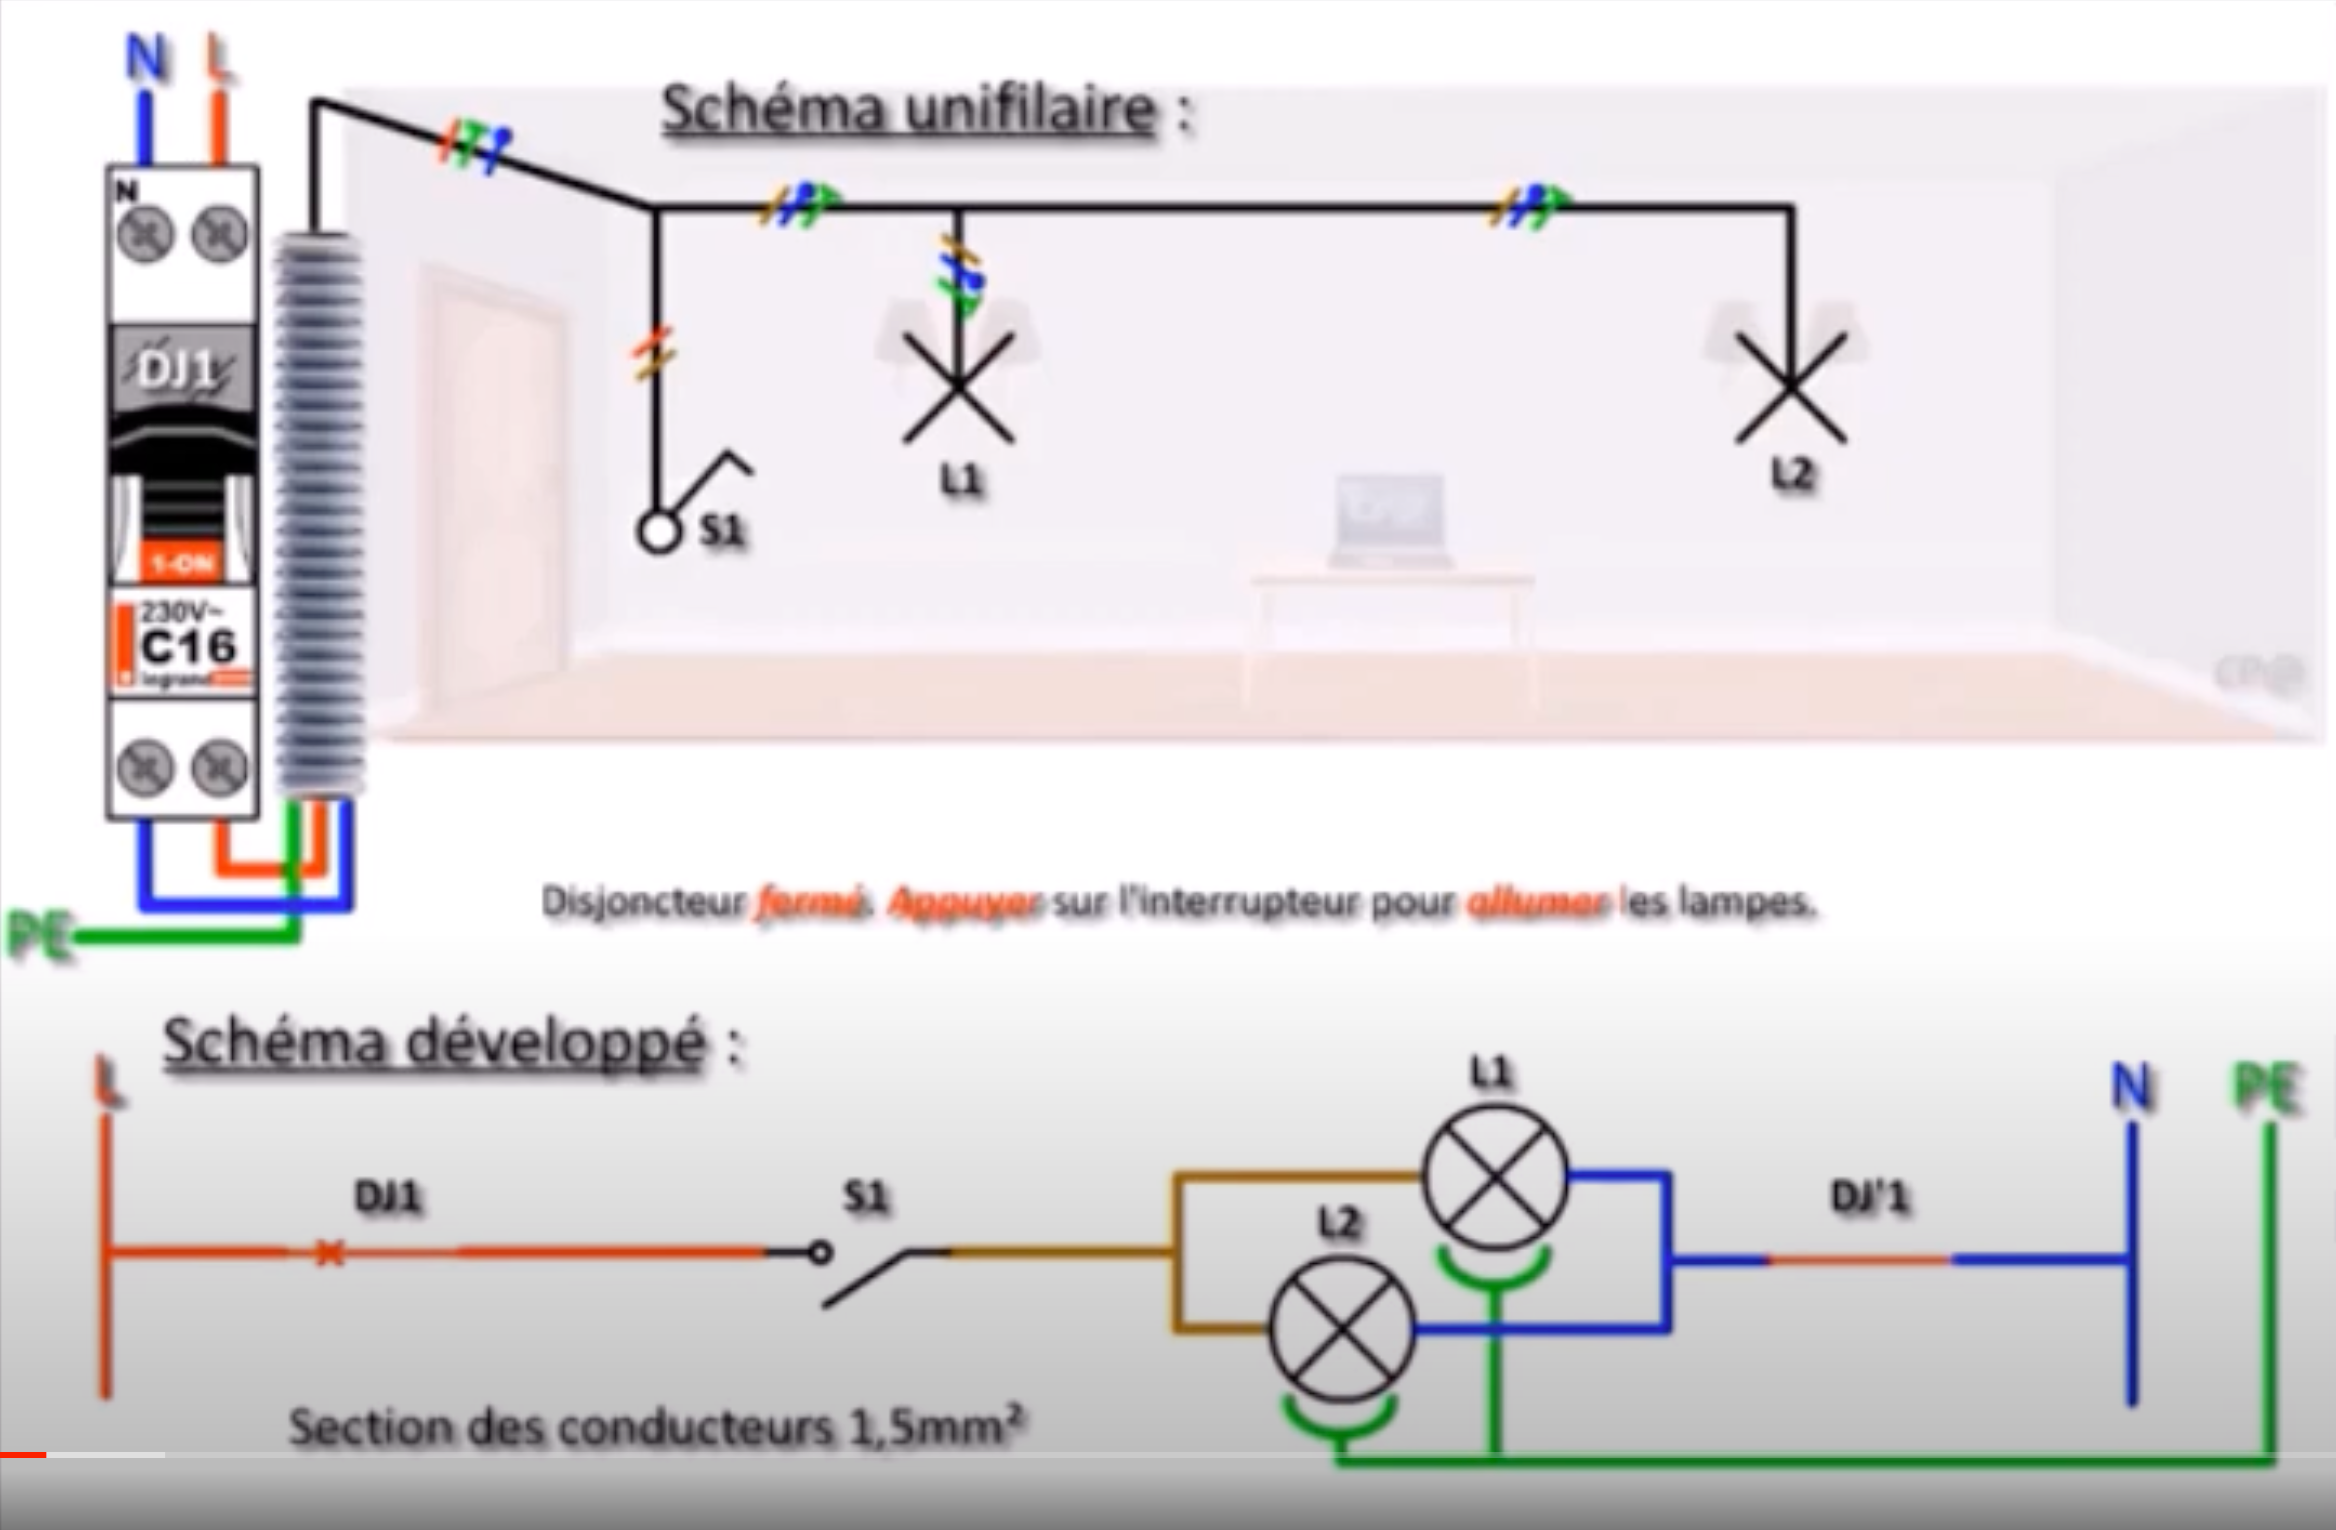 N L
Schéma unifilaire :
N
DJ1
L1
L2
S1
1-ON
230V~
C16
legrand
Disjoncteur fermé. Appuyer sur l'interrupteur pour allumer les lampes.
PE
Schéma développé :
L
L1
N
PE
DJ1
S1
L2
DJ'1
Section des conducteurs 1,5mm²